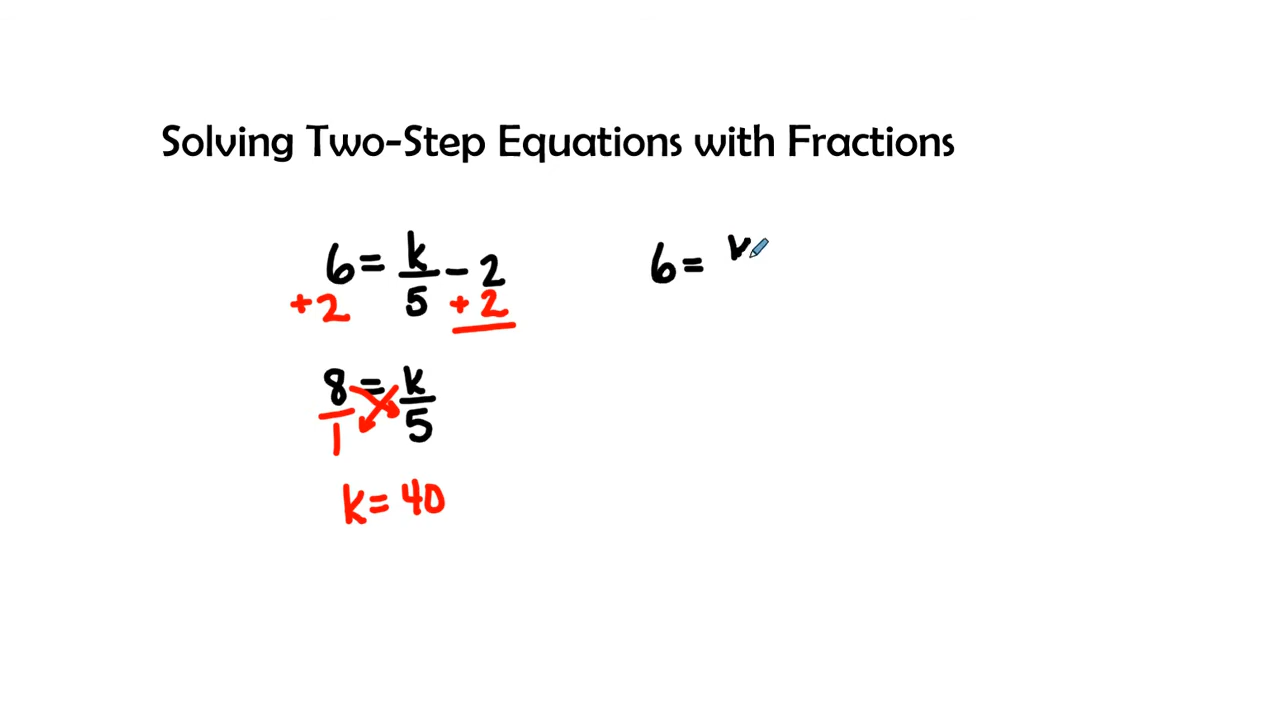 Solving Two-Step Equations with Fractions
6 = k/5 - 2
+2 +2
8/1 = k/5
k = 40
6 =